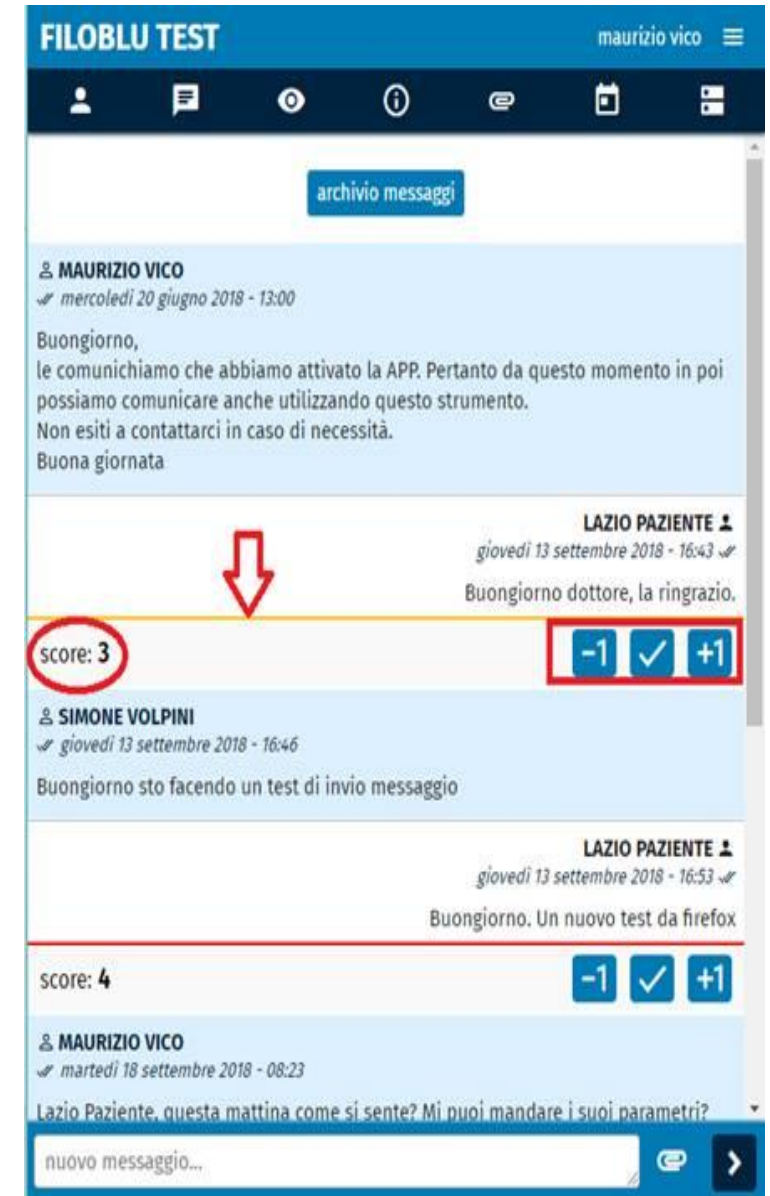 FILOBLU TEST
maurizio vico
archivio messaggi
MAURIZIO VICO
mercoledì 20 giugno 2018 - 13:00
Buongiorno,
le comunichiamo che abbiamo attivato la APP. Pertanto da questo momento in poi
possiamo comunicare anche utilizzando questo strumento.
Non esiti a contattarci in caso di necessità.
Buona giornata
LAZIO PAZIENTE
giovedì 13 settembre 2018 - 16:43
Buongiorno dottore, la ringrazio.
score: 3
-1 +1
SIMONE VOLPINI
giovedì 13 settembre 2018 - 16:46
Buongiorno sto facendo un test di invio messaggio
LAZIO PAZIENTE
giovedì 13 settembre 2018 - 16:53
Buongiorno. Un nuovo test da firefox
score: 4
-1 +1
MAURIZIO VICO
martedì 18 settembre 2018 - 08:23
Lazio Paziente, questa mattina come si sente? Mi puoi mandare i suoi parametri?
nuovo messaggio...